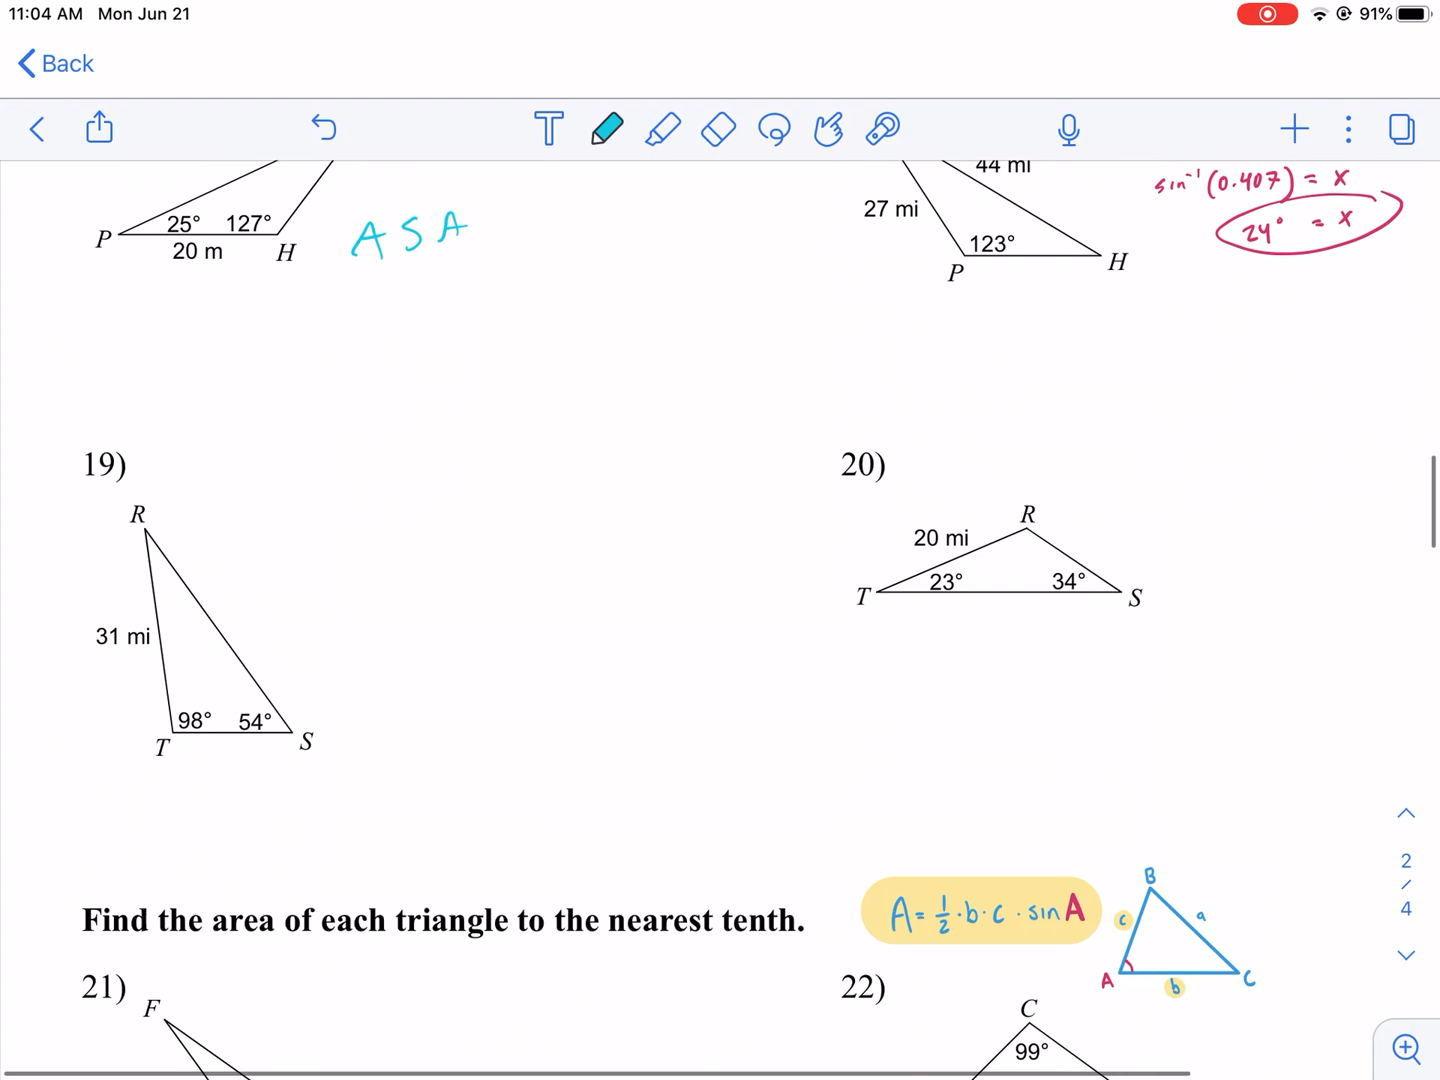 11:04 AM Mon Jun 21
91%
Back
25° 127°
P
20 m
H
A S A
44 mi
27 mi
123°
P
H
sin⁻¹(0.407) = x
24° = x
19)
R
31 mi
98° 54°
T
S
20)
R
20 mi
23° 34°
T
S
2
/
4
Find the area of each triangle to the nearest tenth.
A = 1/2 · b · c · sin A
B
c
a
A
b
C
21)
F
22)
C
99°